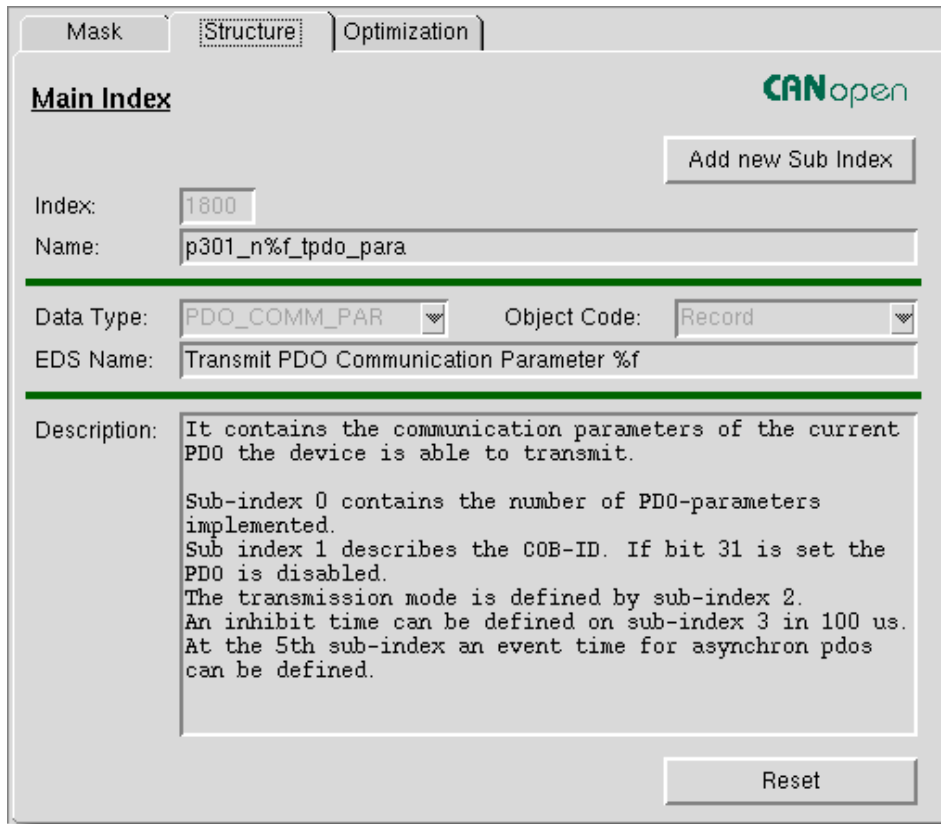 Mask Structure Optimization
Main Index
CANopen
Add new Sub Index
Index: 1800
Name: p301_n%f_tpdo_para
Data Type: PDO_COMM_PAR Object Code: Record
EDS Name: Transmit PDO Communication Parameter %f
Description: It contains the communication parameters of the current
PDO the device is able to transmit.
Sub-index 0 contains the number of PDO-parameters
implemented.
Sub index 1 describes the COB-ID. If bit 31 is set the
PDO is disabled.
The transmission mode is defined by sub-index 2.
An inhibit time can be defined on sub-index 3 in 100 us.
At the 5th sub-index an event time for asynchron pdos
can be defined.
Reset